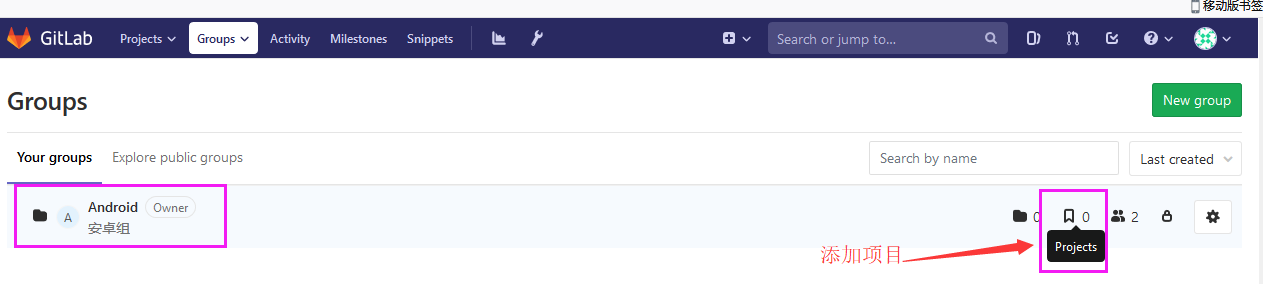 移动版书签
GitLab Projects Groups Activity Milestones Snippets Search or jump to...
Groups
New group
Your groups Explore public groups Search by name Last created
A Android Owner 0 0 2
安卓组
添加项目 Projects